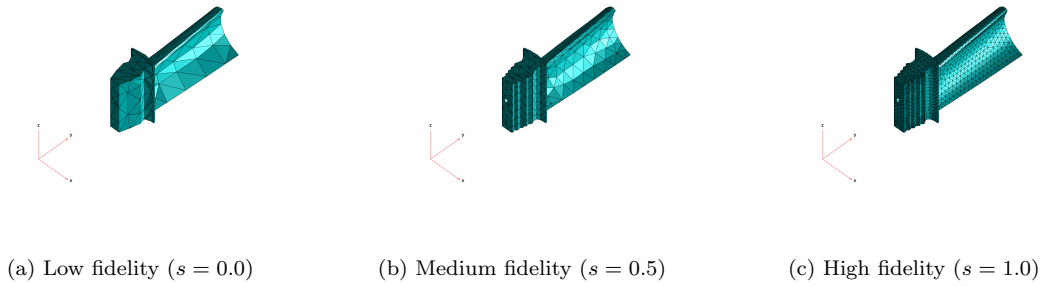 z
y
x
z
y
x
z
y
x
(a) Low fidelity (s = 0.0)
(b) Medium fidelity (s = 0.5)
(c) High fidelity (s = 1.0)